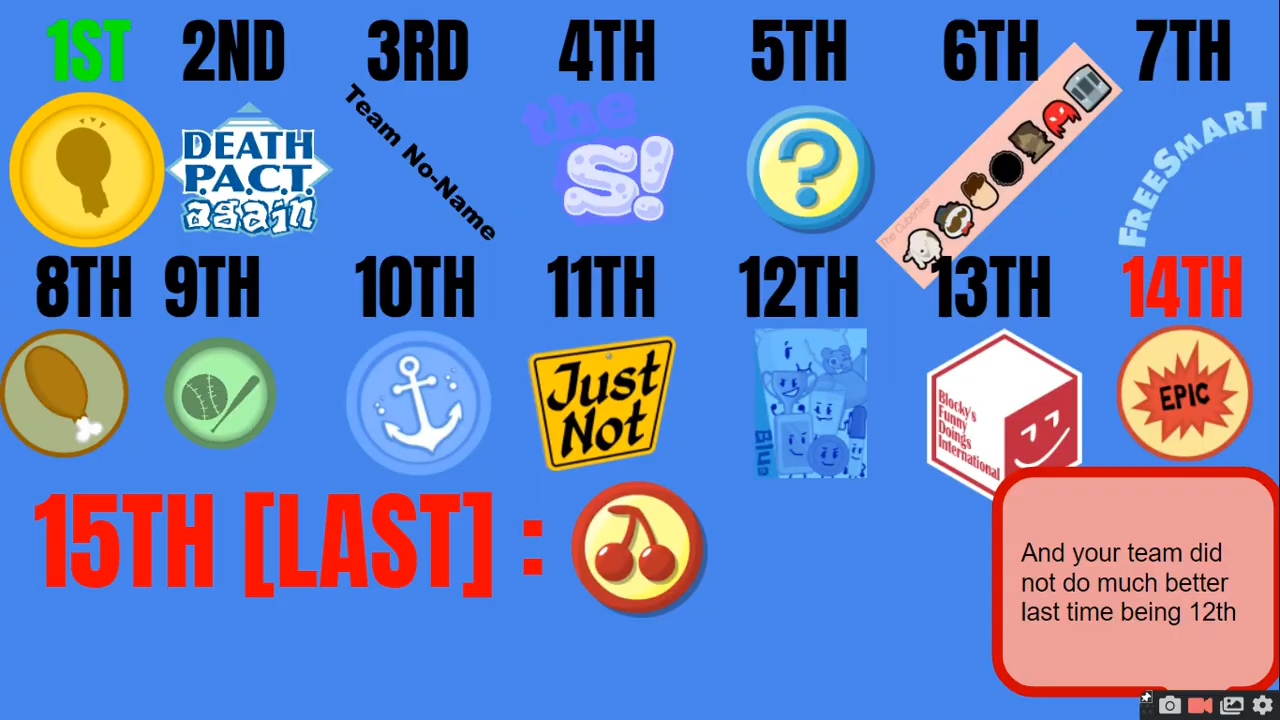 1ST 2ND 3RD 4TH 5TH 6TH 7TH
DEATH
P.A.C.T.
again
Team No-Name
the
S!
?
The Cuberries
FREESMART
8TH 9TH 10TH 11TH 12TH 13TH 14TH
Just
Not
Blue
Blocky's
Funny
Doings
International
EPIC
15TH [LAST] :
And your team did
not do much better
last time being 12th